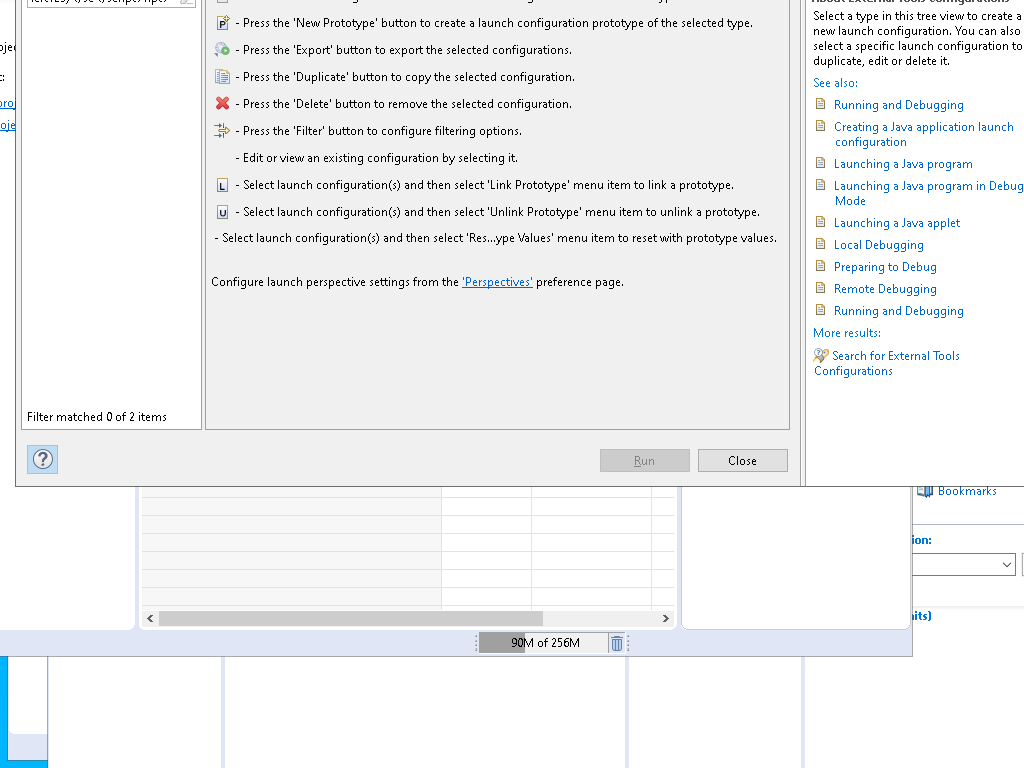 - Press the 'New Prototype' button to create a launch configuration prototype of the selected type.
- Press the 'Export' button to export the selected configurations.
- Press the 'Duplicate' button to copy the selected configuration.
- Press the 'Delete' button to remove the selected configuration.
- Press the 'Filter' button to configure filtering options.
- Edit or view an existing configuration by selecting it.
L - Select launch configuration(s) and then select 'Link Prototype' menu item to link a prototype.
U - Select launch configuration(s) and then select 'Unlink Prototype' menu item to unlink a prototype.
- Select launch configuration(s) and then select 'Res...ype Values' menu item to reset with prototype values.
Configure launch perspective settings from the 'Perspectives' preference page.
Filter matched 0 of 2 items
Run
Close
About External Tools Configurations
Select a type in this tree view to create a
new launch configuration. You can also
select a specific launch configuration to
duplicate, edit or delete it.
See also:
Running and Debugging
Creating a Java application launch
configuration
Launching a Java program
Launching a Java program in Debug
Mode
Launching a Java applet
Local Debugging
Preparing to Debug
Remote Debugging
Running and Debugging
More results:
Search for External Tools
Configurations
Bookmarks
ion:
nits)
90M of 256M